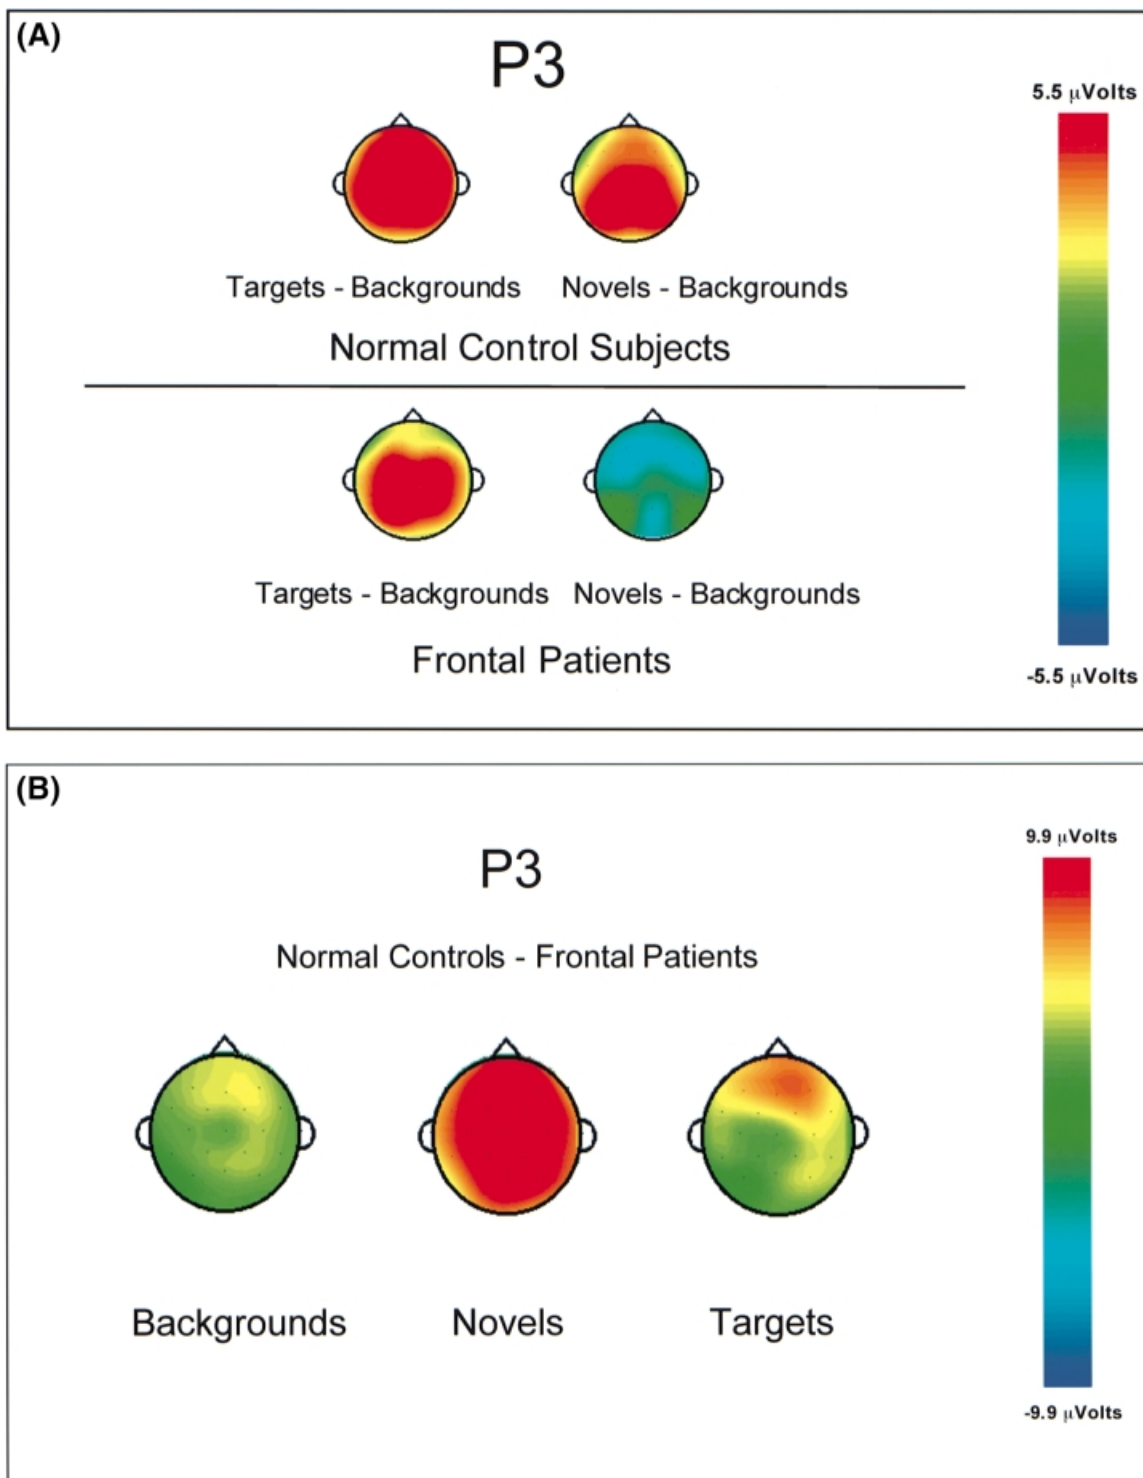 (A)
P3
5.5 μVolts
Targets - Backgrounds
Novels - Backgrounds
Normal Control Subjects
Targets - Backgrounds
Novels - Backgrounds
Frontal Patients
-5.5 μVolts
(B)
P3
9.9 μVolts
Normal Controls - Frontal Patients
Backgrounds
Novels
Targets
-9.9 μVolts